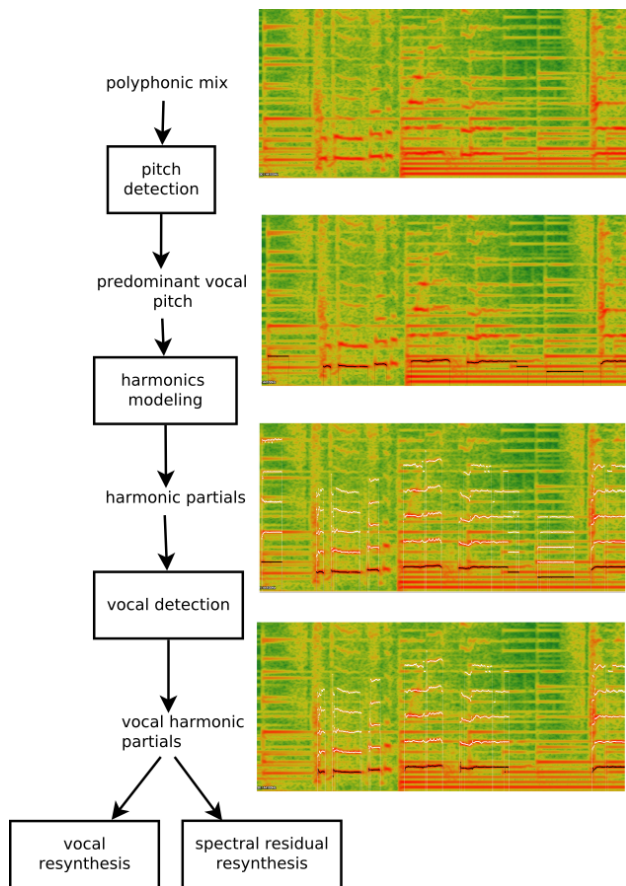 polyphonic mix
pitch
detection
predominant vocal
pitch
harmonics
modeling
harmonic partials
vocal detection
vocal harmonic
partials
vocal
resynthesis
spectral residual
resynthesis